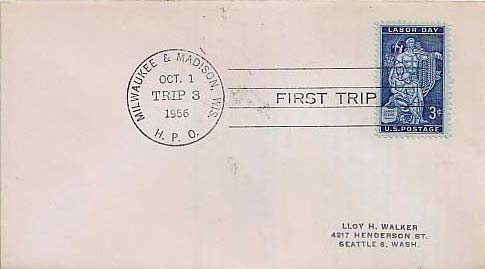 MILWAUKEE & MADISON, WIS.
OCT. 1
TRIP 3
1956
H. P. O.
FIRST TRIP
LABOR DAY
3¢
U.S. POSTAGE
LLOY H. WALKER
4217 HENDERSON ST.
SEATTLE 8, WASH.